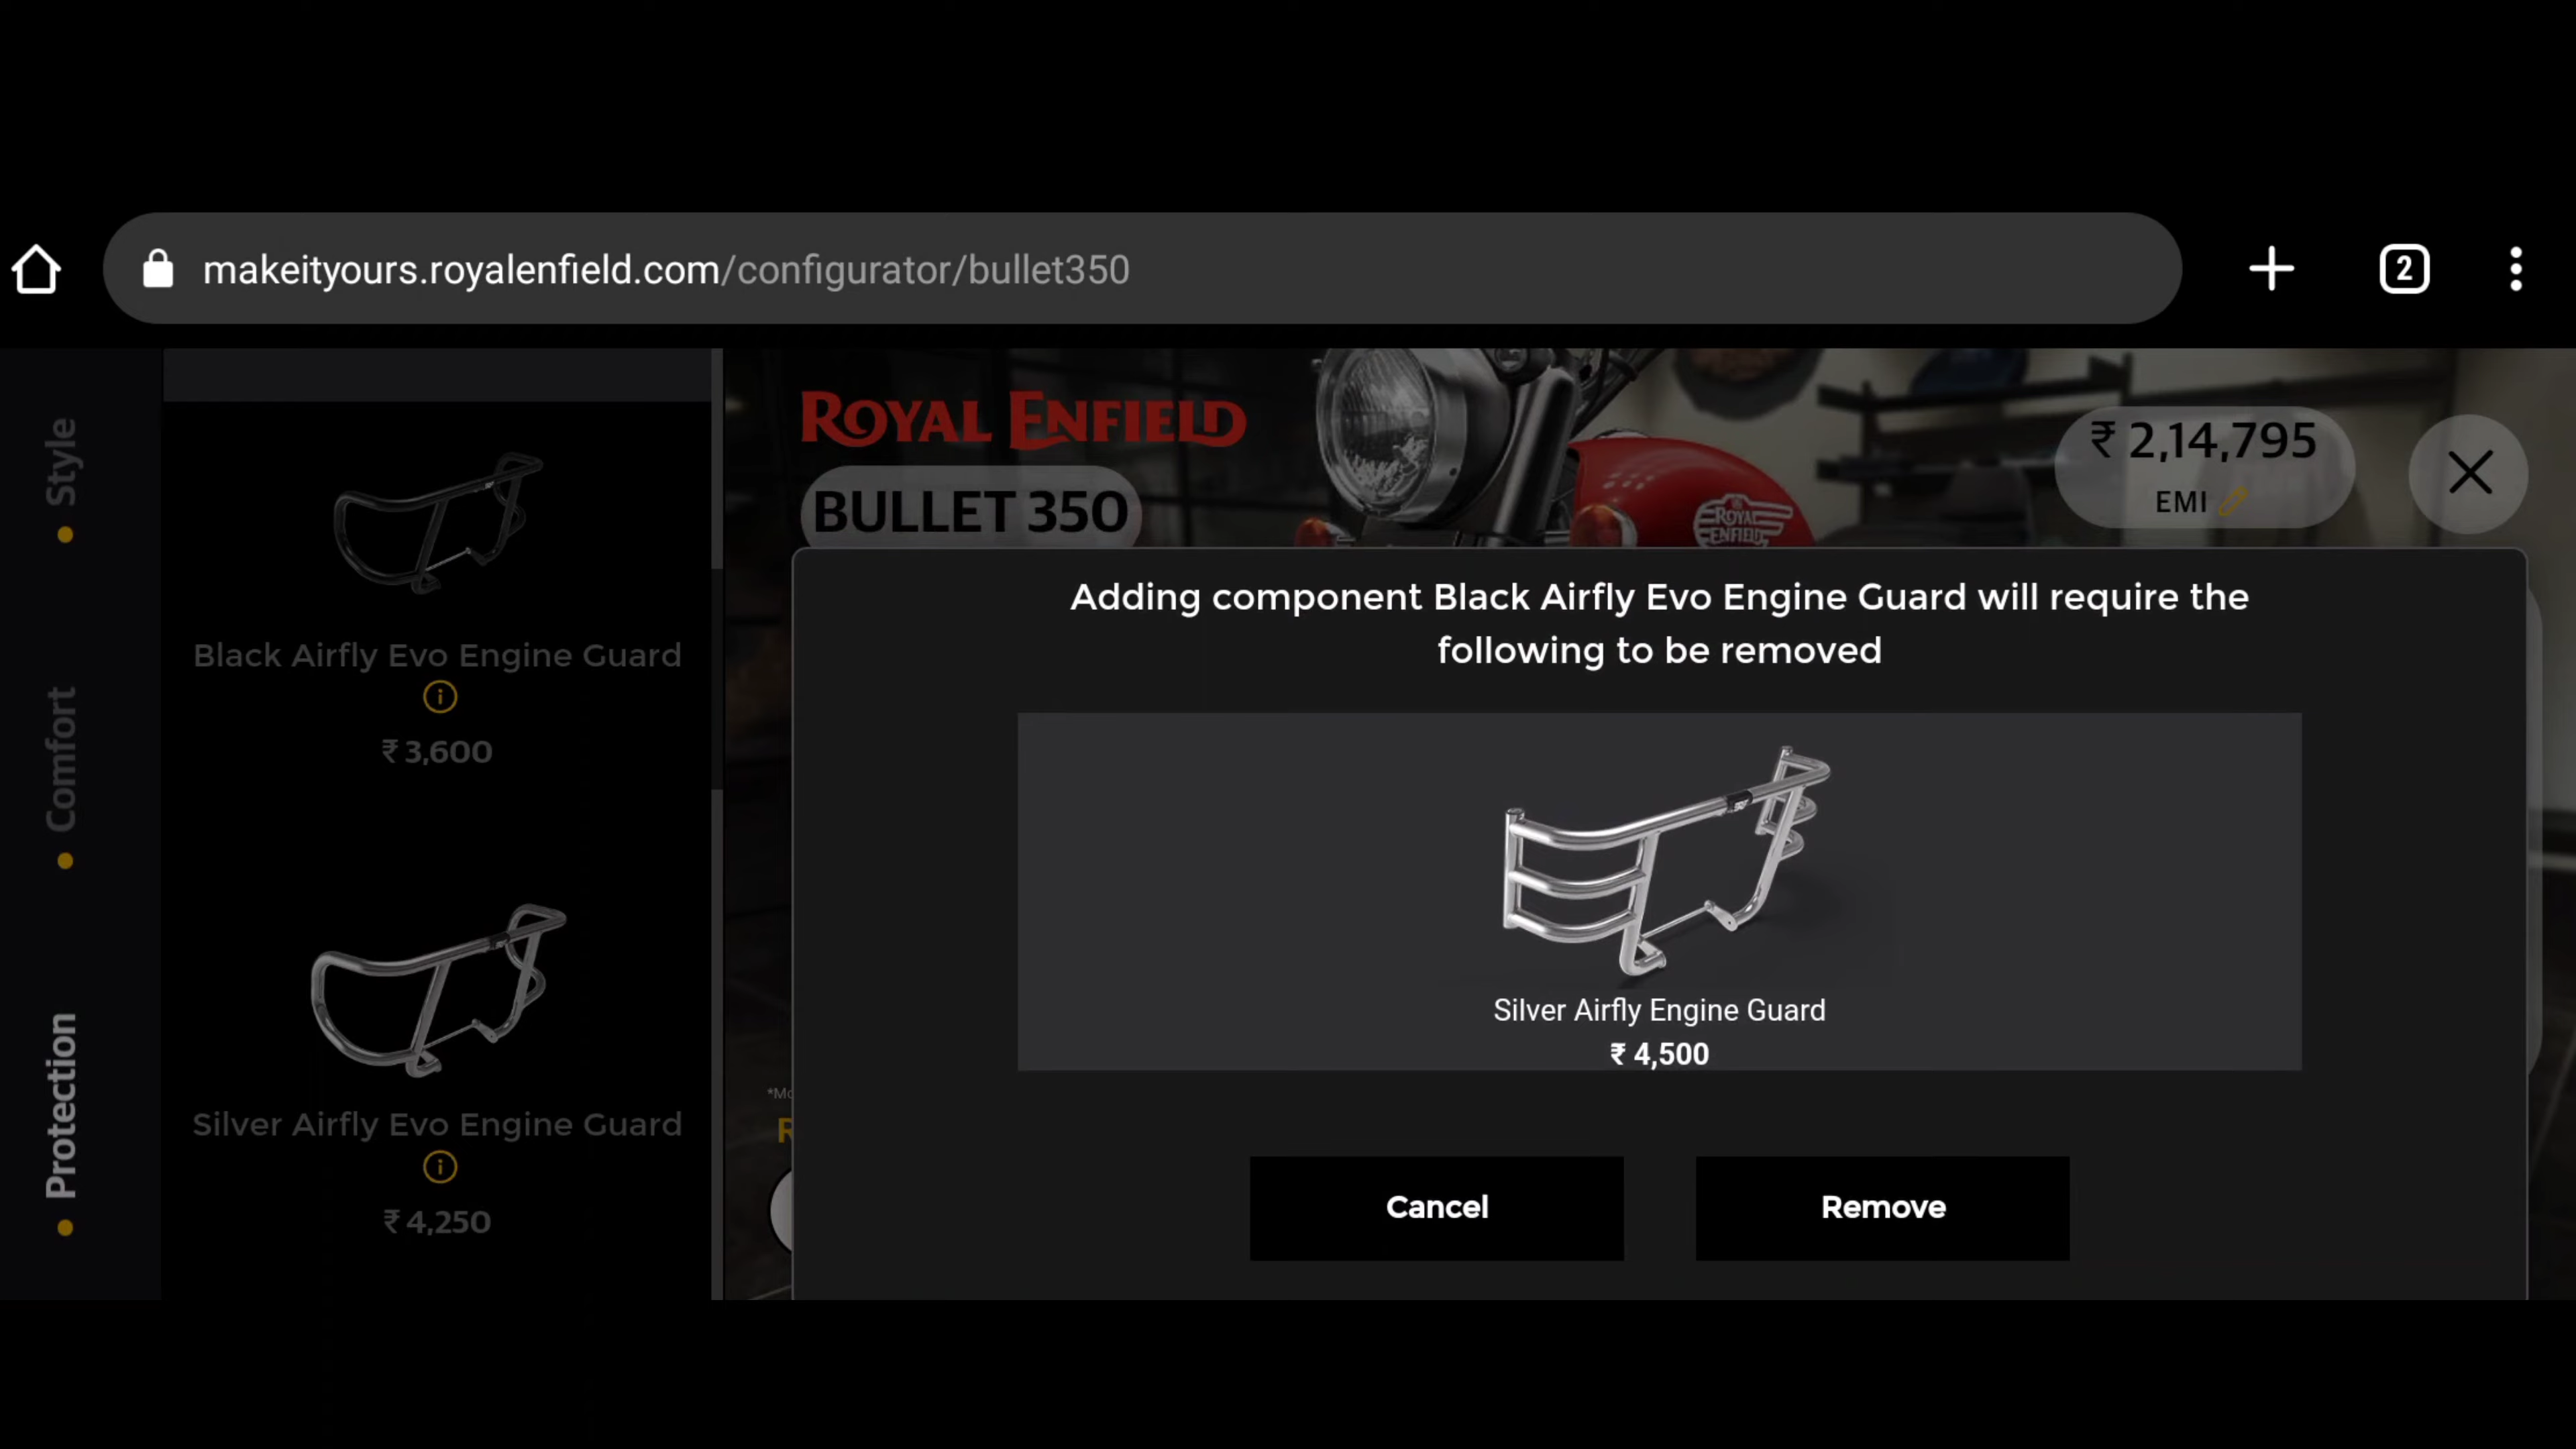 makeityours.royalenfield.com/configurator/bullet350
2
Style
Comfort
Protection
Black Airfly Evo Engine Guard
₹ 3,600
Silver Airfly Evo Engine Guard
₹ 4,250
ROYAL ENFIELD
BULLET 350
ROYAL
ENFIELD
₹ 2,14,795
EMI
Adding component Black Airfly Evo Engine Guard will require the
following to be removed
Silver Airfly Engine Guard
₹ 4,500
Cancel
Remove